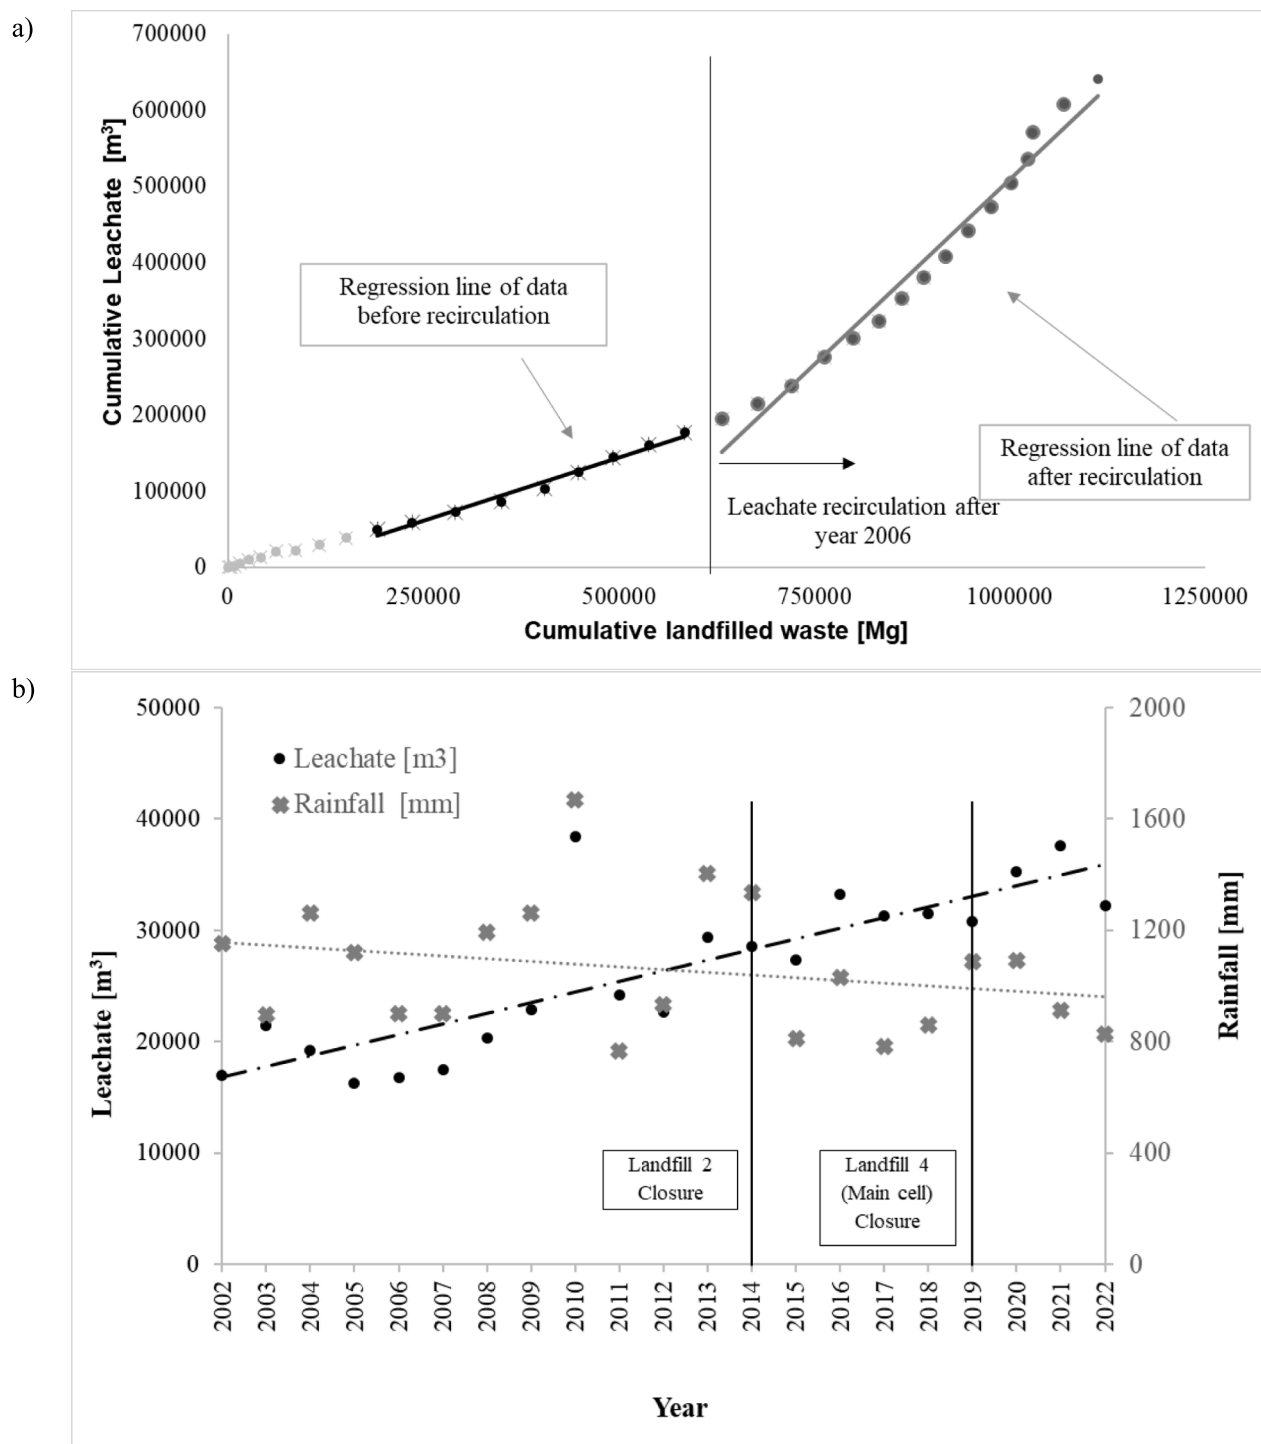 a)
700000
600000
500000
400000
300000
200000
100000
0
Cumulative Leachate [m³]
Regression line of data
before recirculation
Regression line of data
after recirculation
Leachate recirculation after
year 2006
0 250000 500000 750000 1000000 1250000
Cumulative landfilled waste [Mg]
b)
50000
40000
30000
20000
10000
0
Leachate [m³]
Leachate [m3]
Rainfall [mm]
Landfill 2
Closure
Landfill 4
(Main cell)
Closure
2000
1600
1200
800
400
0
Rainfall [mm]
2002 2003 2004 2005 2006 2007 2008 2009 2010 2011 2012 2013 2014 2015 2016 2017 2018 2019 2020 2021 2022
Year